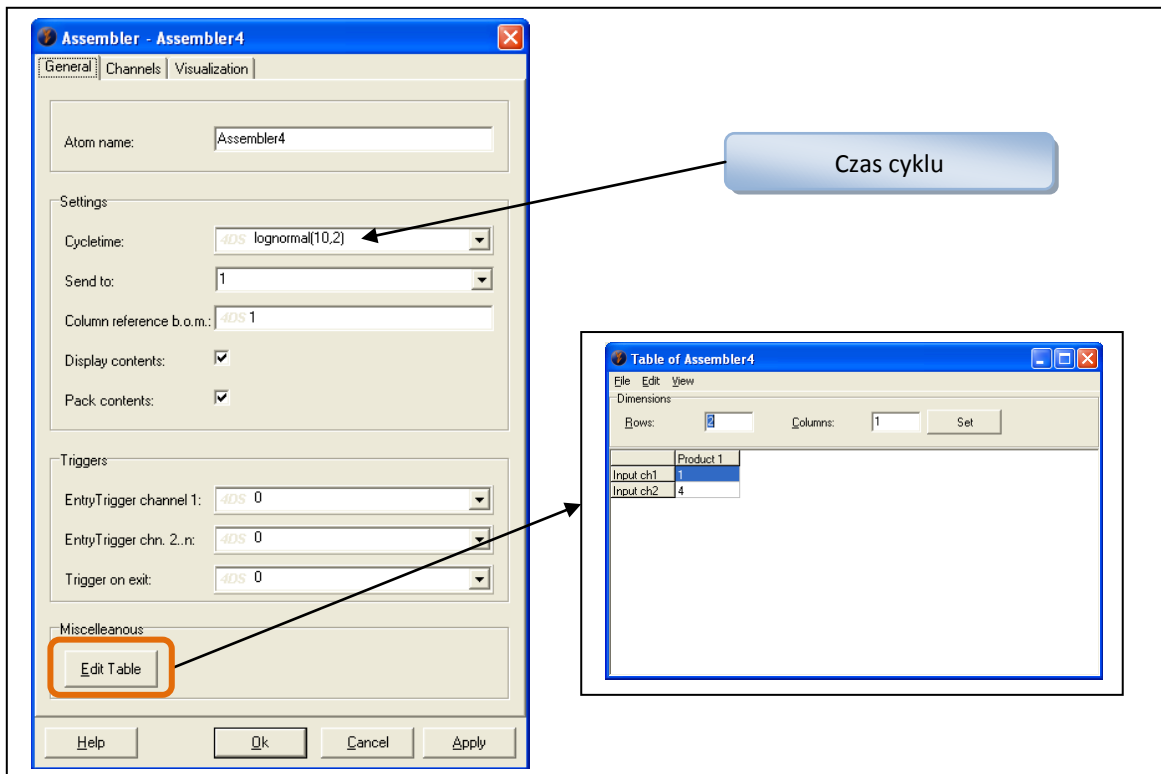 Assembler - Assembler4
General Channels Visualization
Atom name: Assembler4
Settings
Cycletime: 4DS lognormal(10,2)
Send to: 1
Column reference b.o.m.: 4DS 1
Display contents:
Pack contents:
Triggers
EntryTrigger channel 1: 4DS 0
EntryTrigger chn. 2..n: 4DS 0
Trigger on exit: 4DS 0
Miscelleanous
Edit Table
Help Ok Cancel Apply
Czas cyklu
Table of Assembler4
File Edit View
Dimensions
Rows: 2 Columns: 1 Set
Product 1
Input ch1 1
Input ch2 4